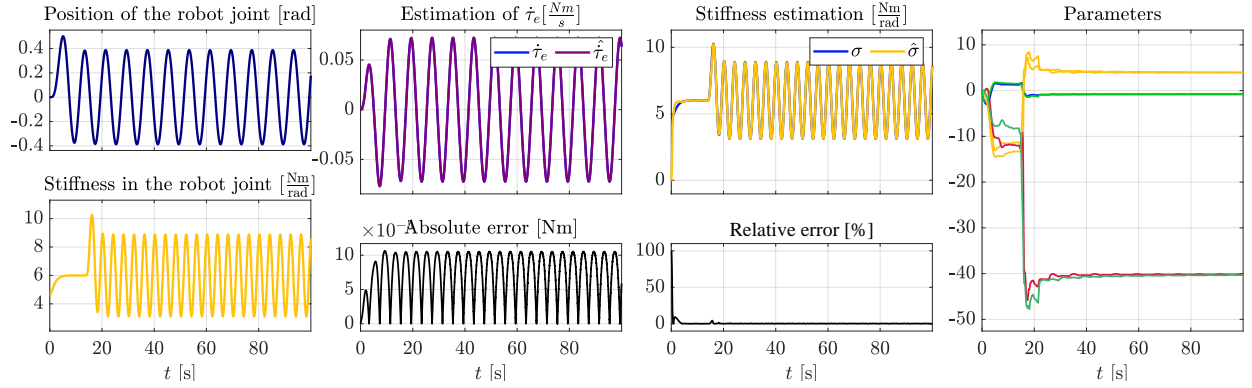 Position of the robot joint [rad]
0.4
0.2
0
-0.2
-0.4
Stiffness in the robot joint [Nm/rad]
10
8
6
4
0 20 40 60 80
t [s]
Estimation of τ̇ₑ[Nm/s]
0.05
0
-0.05
τ̇ₑ τ̇̂ₑ
Absolute error [Nm]
×10
10
5
0
0 20 40 60 80
t [s]
Stiffness estimation [Nm/rad]
10
5
0
σ σ̂
Relative error [%]
100
50
0
0 20 40 60 80
t [s]
Parameters
10
0
-10
-20
-30
-40
-50
0 20 40 60 80
t [s]